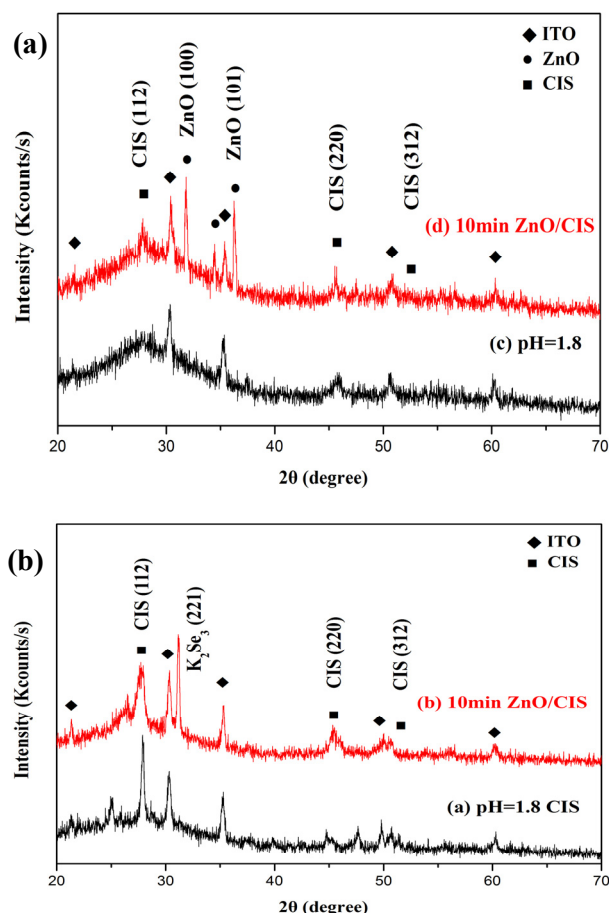 (a)
◆ ITO
● ZnO
■ CIS
CIS (112)
ZnO (100)
ZnO (101)
CIS (220)
CIS (312)
(d) 10min ZnO/CIS
(c) pH=1.8
Intensity (Kcounts/s)
20 30 40 50 60 70
2θ (degree)
(b)
◆ ITO
■ CIS
CIS (112)
K₂Se₃ (221)
CIS (220)
CIS (312)
(b) 10min ZnO/CIS
(a) pH=1.8 CIS
Intensity (Kcounts/s)
20 30 40 50 60 70
2θ (degree)